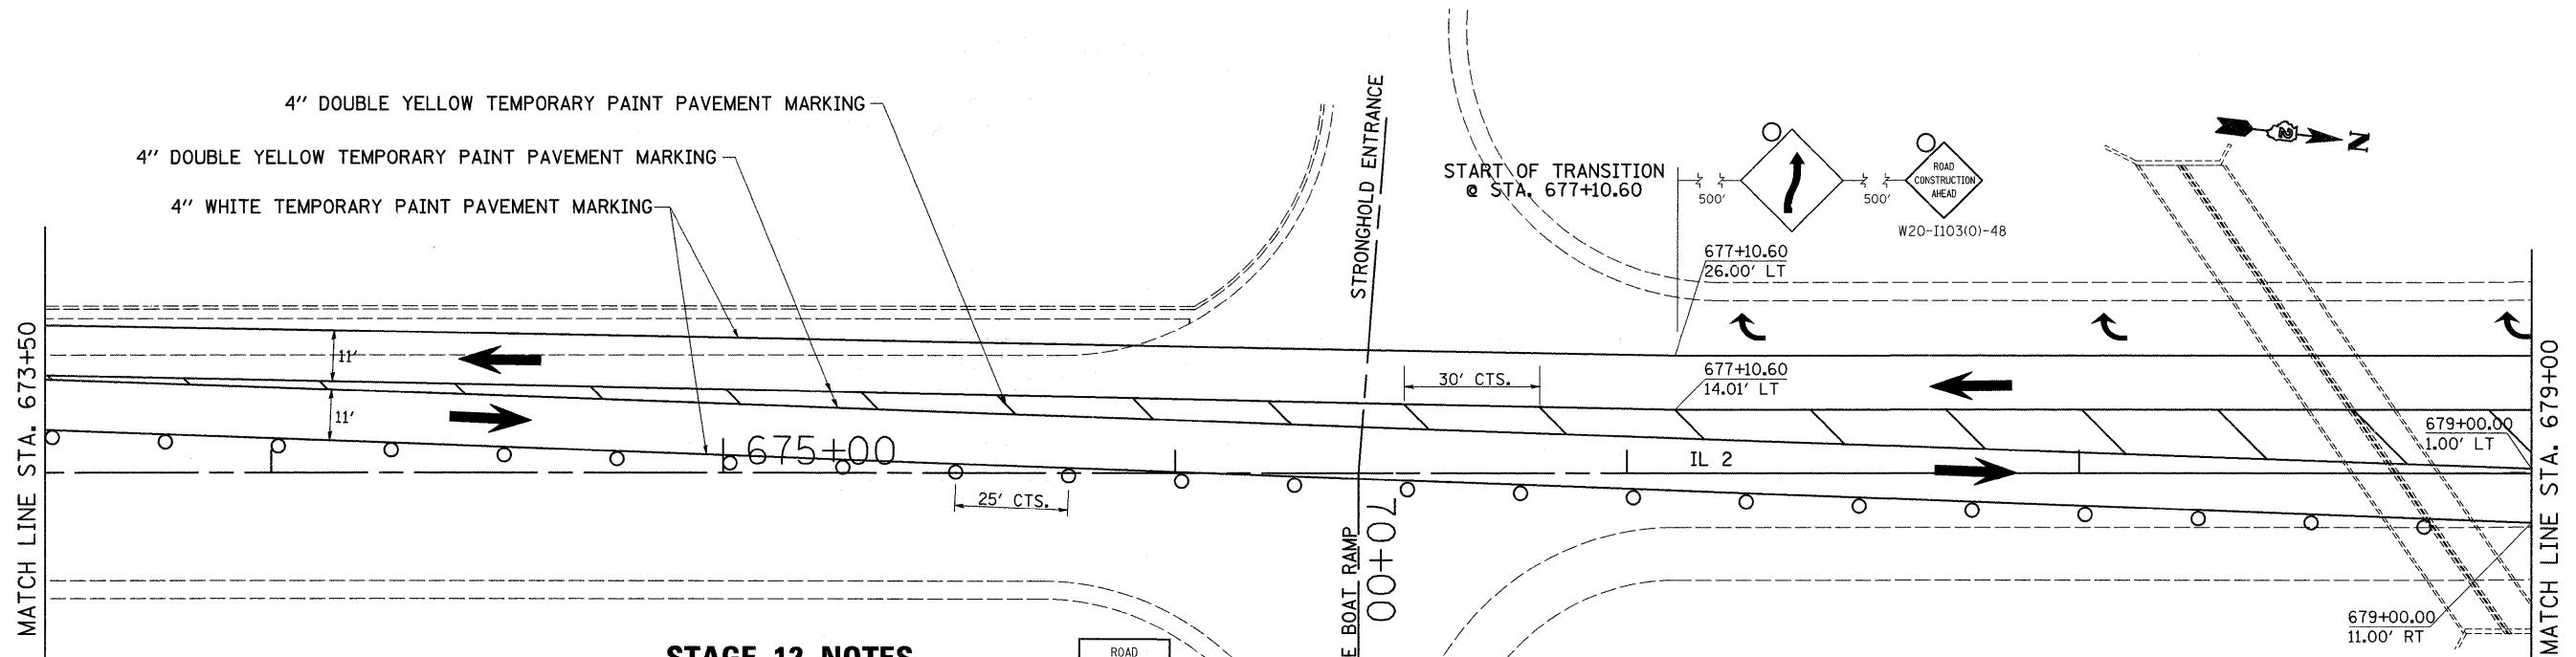 4" DOUBLE YELLOW TEMPORARY PAINT PAVEMENT MARKING
4" DOUBLE YELLOW TEMPORARY PAINT PAVEMENT MARKING
4" WHITE TEMPORARY PAINT PAVEMENT MARKING
STRONGHOLD ENTRANCE
START OF TRANSITION
@ STA. 677+10.60
500'
500'
ROAD
CONSTRUCTION
AHEAD
W20-I103(O)-48
2
N
677+10.60
26.00' LT
MATCH LINE STA. 673+50
11'
11'
30' CTS.
677+10.60
14.01' LT
675+00
25' CTS.
IL 2
679+00.00
1.00' LT
MATCH LINE STA. 679+00
70+00
E BOAT RAMP
679+00.00
11.00' RT
STAGE 12 NOTES
ROAD